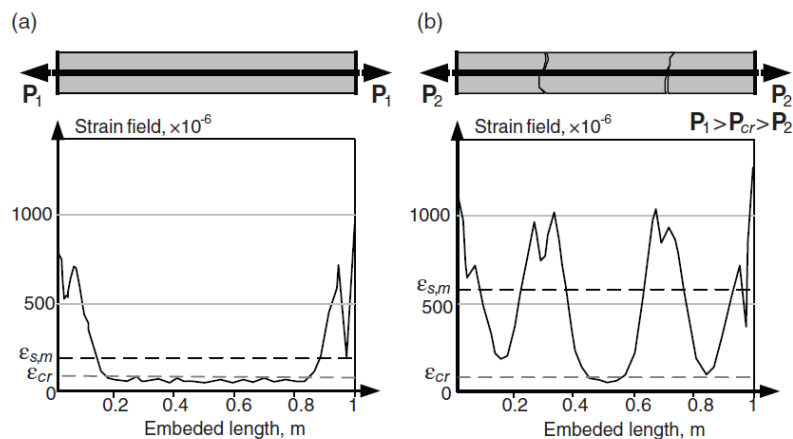 (a)
P1 P1
Strain field, ×10-6
1000
500
εs,m
εcr
0
0.2 0.4 0.6 0.8 1
Embeded length, m
(b)
P2 P2
P1 > Pcr > P2
Strain field, ×10-6
1000
εs,m
500
εcr
0
0.2 0.4 0.6 0.8 1
Embeded length, m